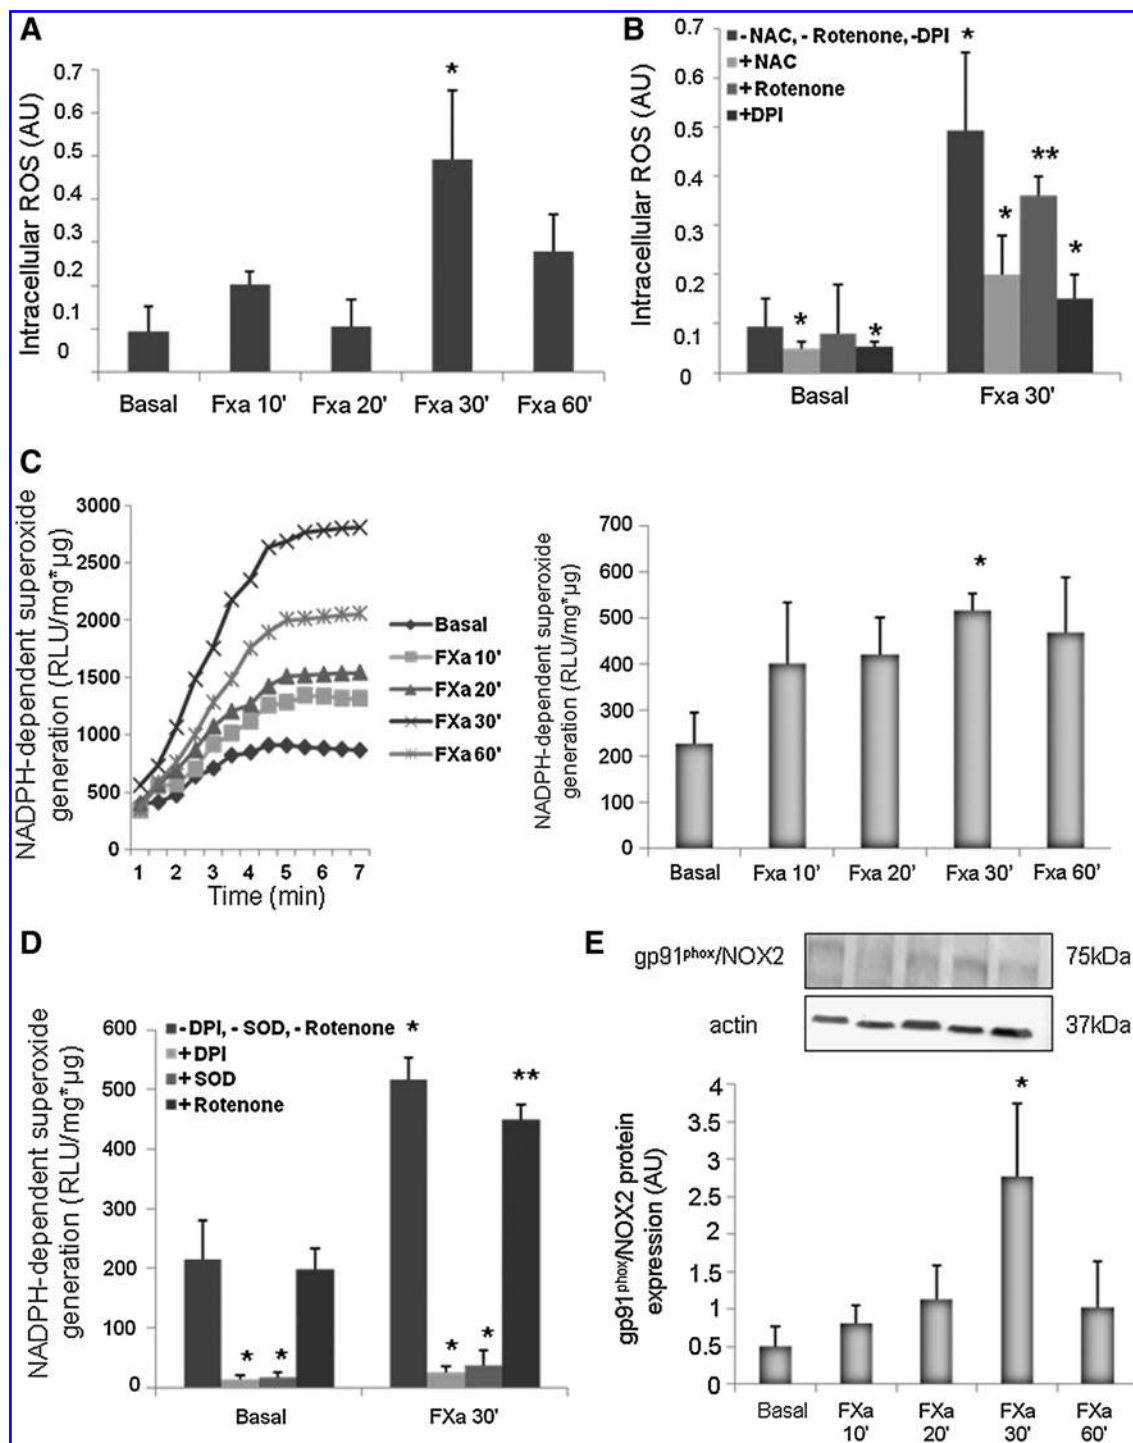 A
Intracellular ROS (AU)
0.7
0.6
0.5
0.4
0.3
0.2
0.1
0
*
Basal Fxa 10' Fxa 20' Fxa 30' Fxa 60'
B
Intracellular ROS (AU)
0.7
0.6
0.5
0.4
0.3
0.2
0.1
0
- NAC, - Rotenone, -DPI
+NAC
+Rotenone
+DPI
*
* **
*
* *
Basal Fxa 30'
C
NADPH-dependent superoxide
generation (RLU/mg*µg)
3000
2500
2000
1500
1000
500
0
1 2 3 4 5 6 7
Time (min)
Basal
FXa 10'
FXa 20'
FXa 30'
FXa 60'
NADPH-dependent superoxide
generation (RLU/mg*µg)
700
600
500
400
300
200
100
0
*
Basal Fxa 10' Fxa 20' Fxa 30' Fxa 60'
D
NADPH-dependent superoxide
generation (RLU/mg*µg)
600
500
400
300
200
100
0
- DPI, - SOD, - Rotenone
+ DPI
+ SOD
+ Rotenone
*
**
* *
* *
Basal FXa 30'
E
gp91phox/NOX2 75kDa
actin 37kDa
gp91phox/NOX2 protein
expression (AU)
4
3.5
3
2.5
2
1.5
1
0.5
0
*
Basal FXa FXa FXa FXa
10' 20' 30' 60'